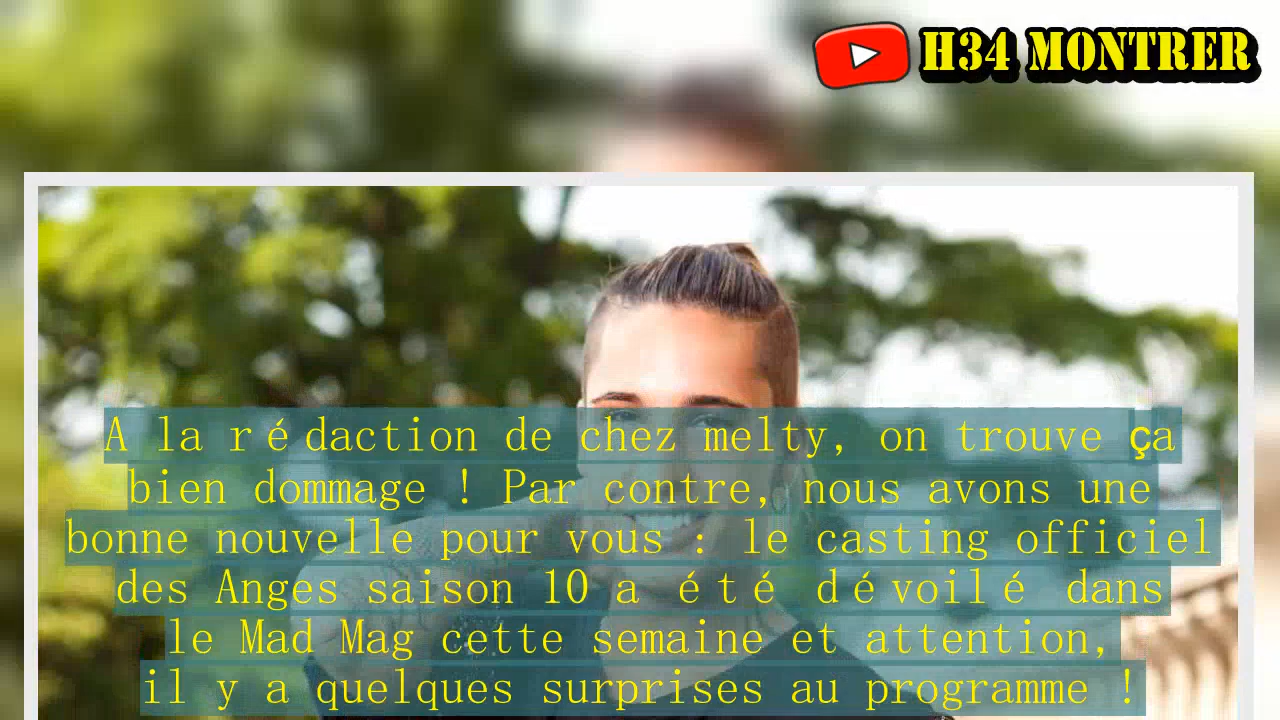 H34 MONTRER
A la rédaction de chez melty, on trouve ça
bien dommage ! Par contre, nous avons une
bonne nouvelle pour vous : le casting officiel
des Anges saison 10 a été dévoilé dans
le Mad Mag cette semaine et attention,
il y a quelques surprises au programme !